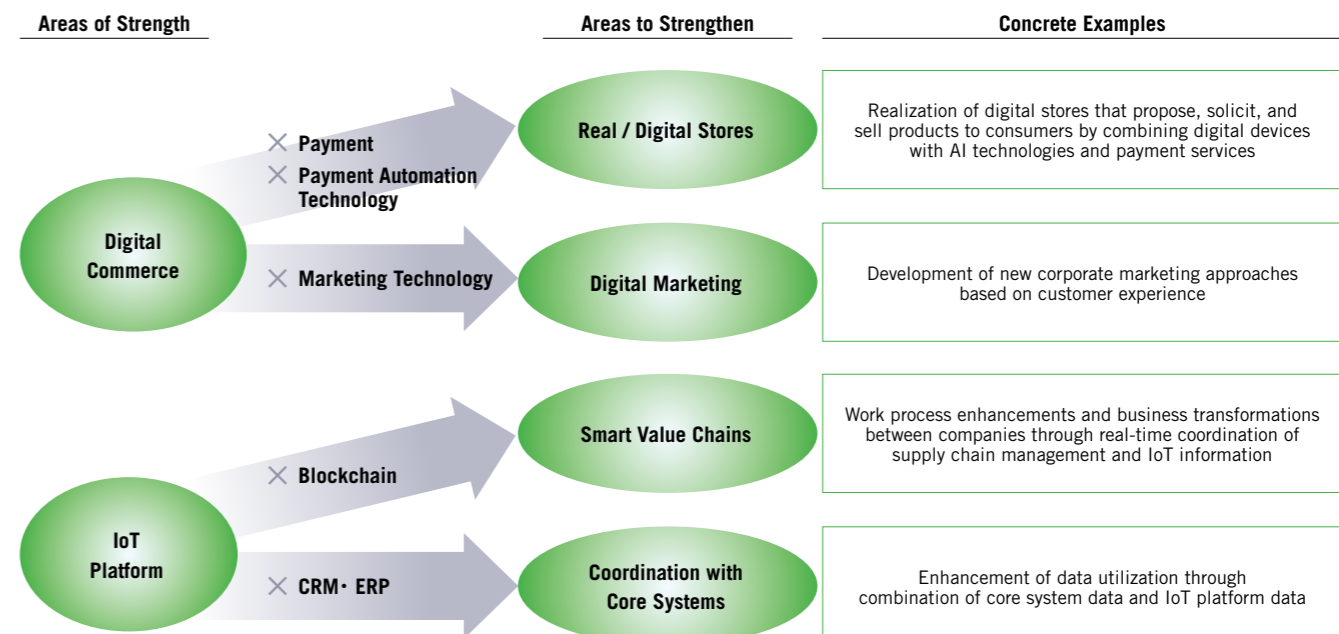 Areas of Strength
Areas to Strengthen
Concrete Examples
Digital
Commerce
× Payment
× Payment Automation
Technology
Real / Digital Stores
Realization of digital stores that propose, solicit, and
sell products to consumers by combining digital devices
with AI technologies and payment services
× Marketing Technology
Digital Marketing
Development of new corporate marketing approaches
based on customer experience
IoT
Platform
× Blockchain
Smart Value Chains
Work process enhancements and business transformations
between companies through real-time coordination of
supply chain management and IoT information
× CRM· ERP
Coordination with
Core Systems
Enhancement of data utilization through
combination of core system data and IoT platform data